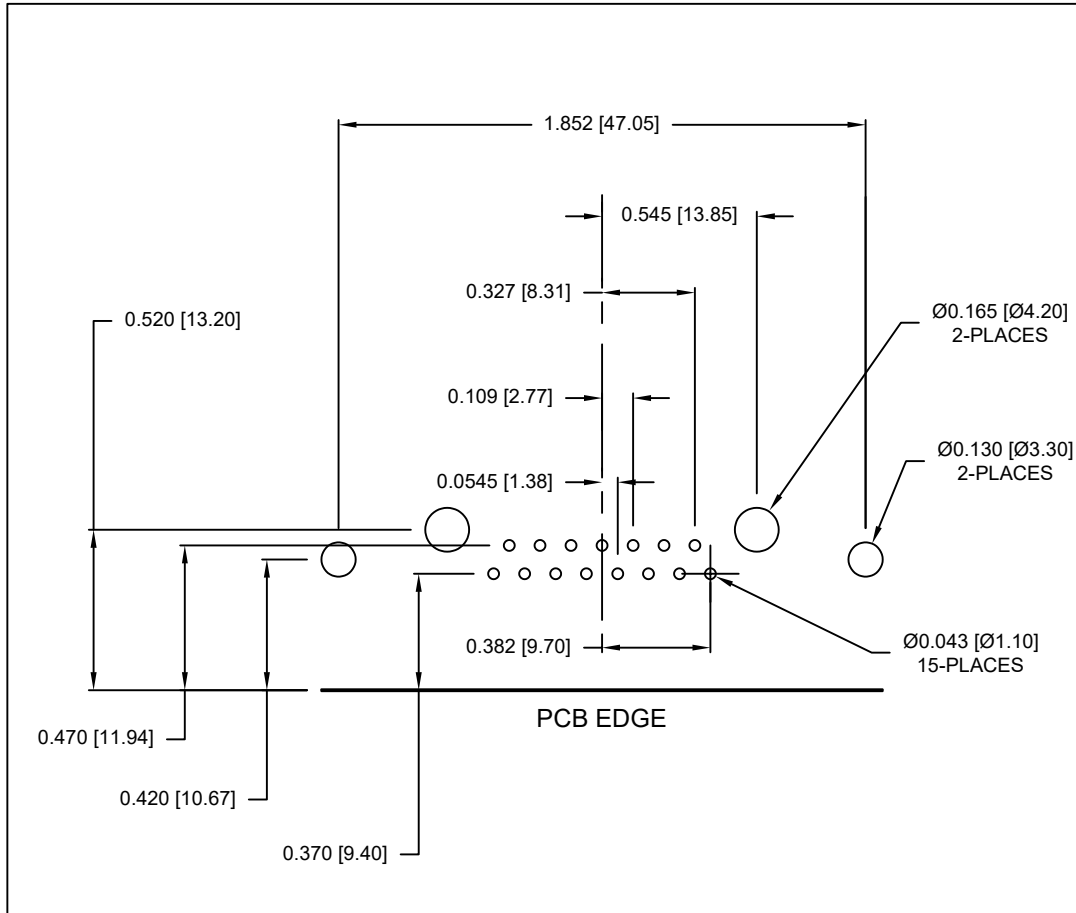 1.852 [47.05]
0.545 [13.85]
0.327 [8.31]
0.520 [13.20]
Ø0.165 [Ø4.20]
2-PLACES
0.109 [2.77]
Ø0.130 [Ø3.30]
2-PLACES
0.0545 [1.38]
0.382 [9.70]
Ø0.043 [Ø1.10]
15-PLACES
PCB EDGE
0.470 [11.94]
0.420 [10.67]
0.370 [9.40]